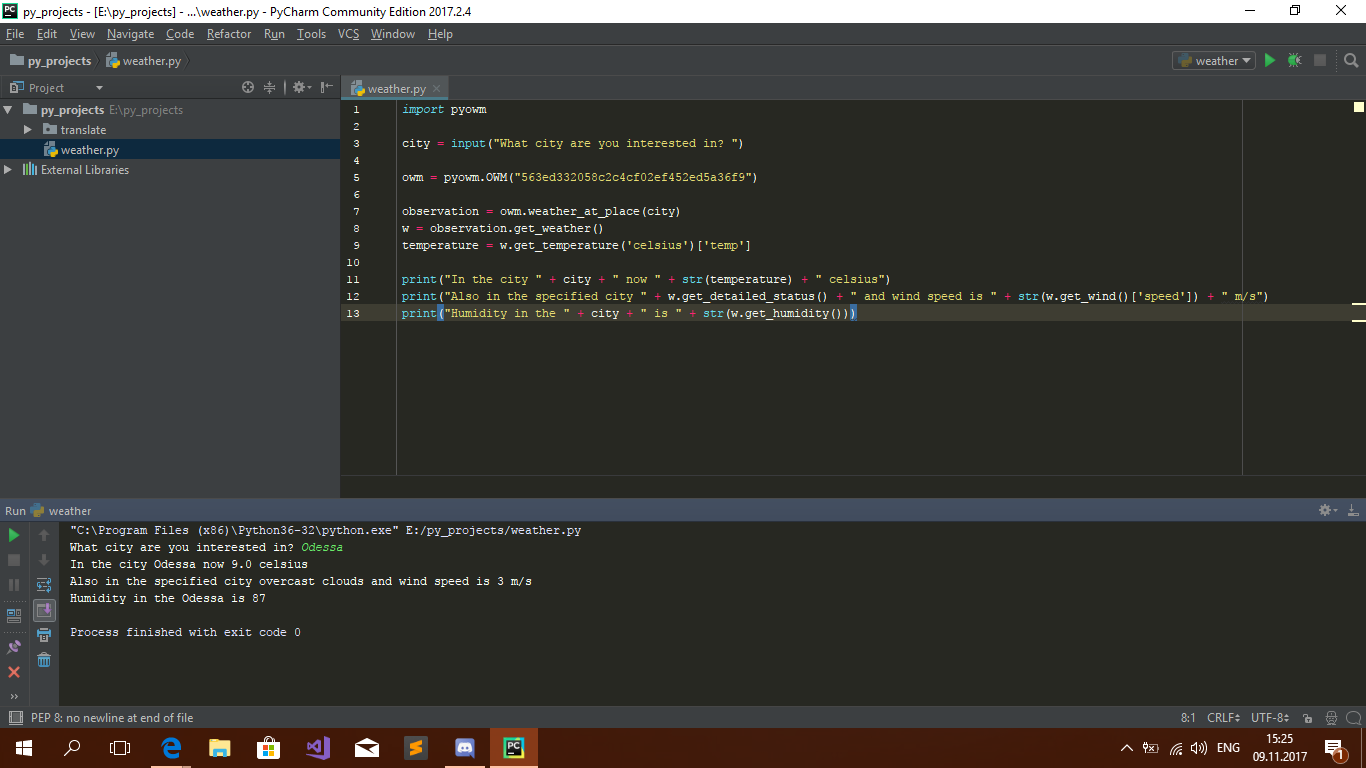 PC py_projects - [E:\py_projects] - ...\weather.py - PyCharm Community Edition 2017.2.4
File Edit View Navigate Code Refactor Run Tools VCS Window Help
py_projects weather.py weather
Project
weather.py
py_projects E:\py_projects
translate
weather.py
External Libraries
1 import pyowm
2
3 city = input("What city are you interested in? ")
4
5 owm = pyowm.OWM("563ed332058c2c4cf02ef452ed5a36f9")
6
7 observation = owm.weather_at_place(city)
8 w = observation.get_weather()
9 temperature = w.get_temperature('celsius')['temp']
10
11 print("In the city " + city + " now " + str(temperature) + " celsius")
12 print("Also in the specified city " + w.get_detailed_status() + " and wind speed is " + str(w.get_wind()['speed']) + " m/s")
13 print("Humidity in the " + city + " is " + str(w.get_humidity()))
Run weather
"C:\Program Files (x86)\Python36-32\python.exe" E:/py_projects/weather.py
What city are you interested in? Odessa
In the city Odessa now 9.0 celsius
Also in the specified city overcast clouds and wind speed is 3 m/s
Humidity in the Odessa is 87
Process finished with exit code 0
PEP 8: no newline at end of file 8:1 CRLF UTF-8
PC ENG 15:25
09.11.2017 1